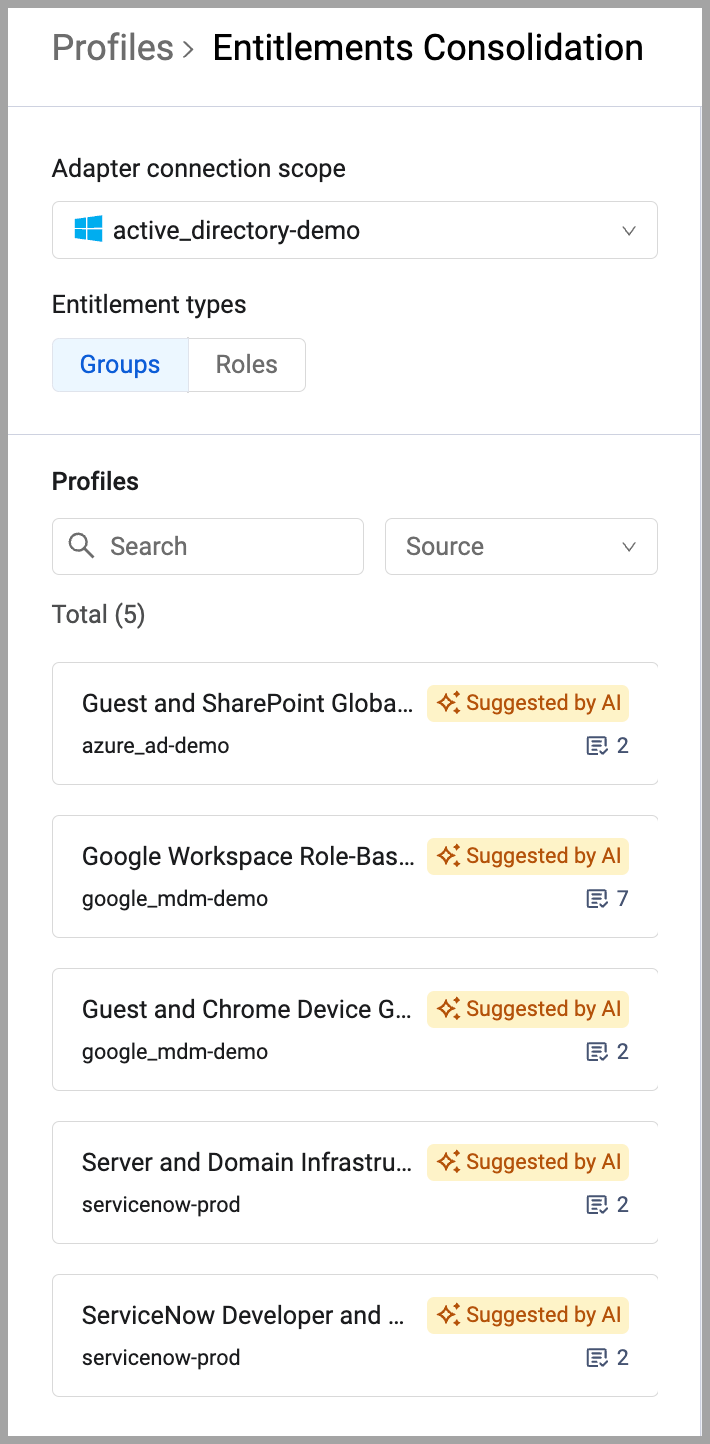 Profiles > Entitlements Consolidation
Adapter connection scope
active_directory-demo
Entitlement types
Groups Roles
Profiles
Search Source
Total (5)
Guest and SharePoint Globa... Suggested by AI
azure_ad-demo 2
Google Workspace Role-Bas... Suggested by AI
google_mdm-demo 7
Guest and Chrome Device G... Suggested by AI
google_mdm-demo 2
Server and Domain Infrastru... Suggested by AI
servicenow-prod 2
ServiceNow Developer and ... Suggested by AI
servicenow-prod 2